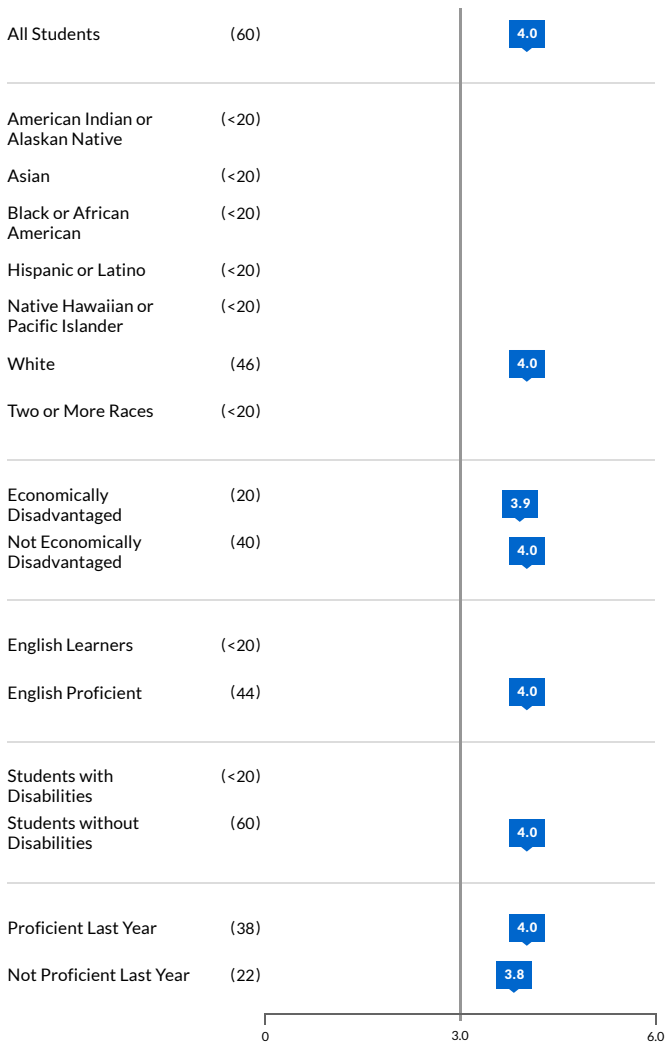 All Students (60) 4.0
American Indian or (<20)
Alaskan Native
Asian (<20)
Black or African (<20)
American
Hispanic or Latino (<20)
Native Hawaiian or (<20)
Pacific Islander
White (46) 4.0
Two or More Races (<20)
Economically (20) 3.9
Disadvantaged
Not Economically (40) 4.0
Disadvantaged
English Learners (<20)
English Proficient (44) 4.0
Students with (<20)
Disabilities
Students without (60) 4.0
Disabilities
Proficient Last Year (38) 4.0
Not Proficient Last Year (22) 3.8
0 3.0 6.0